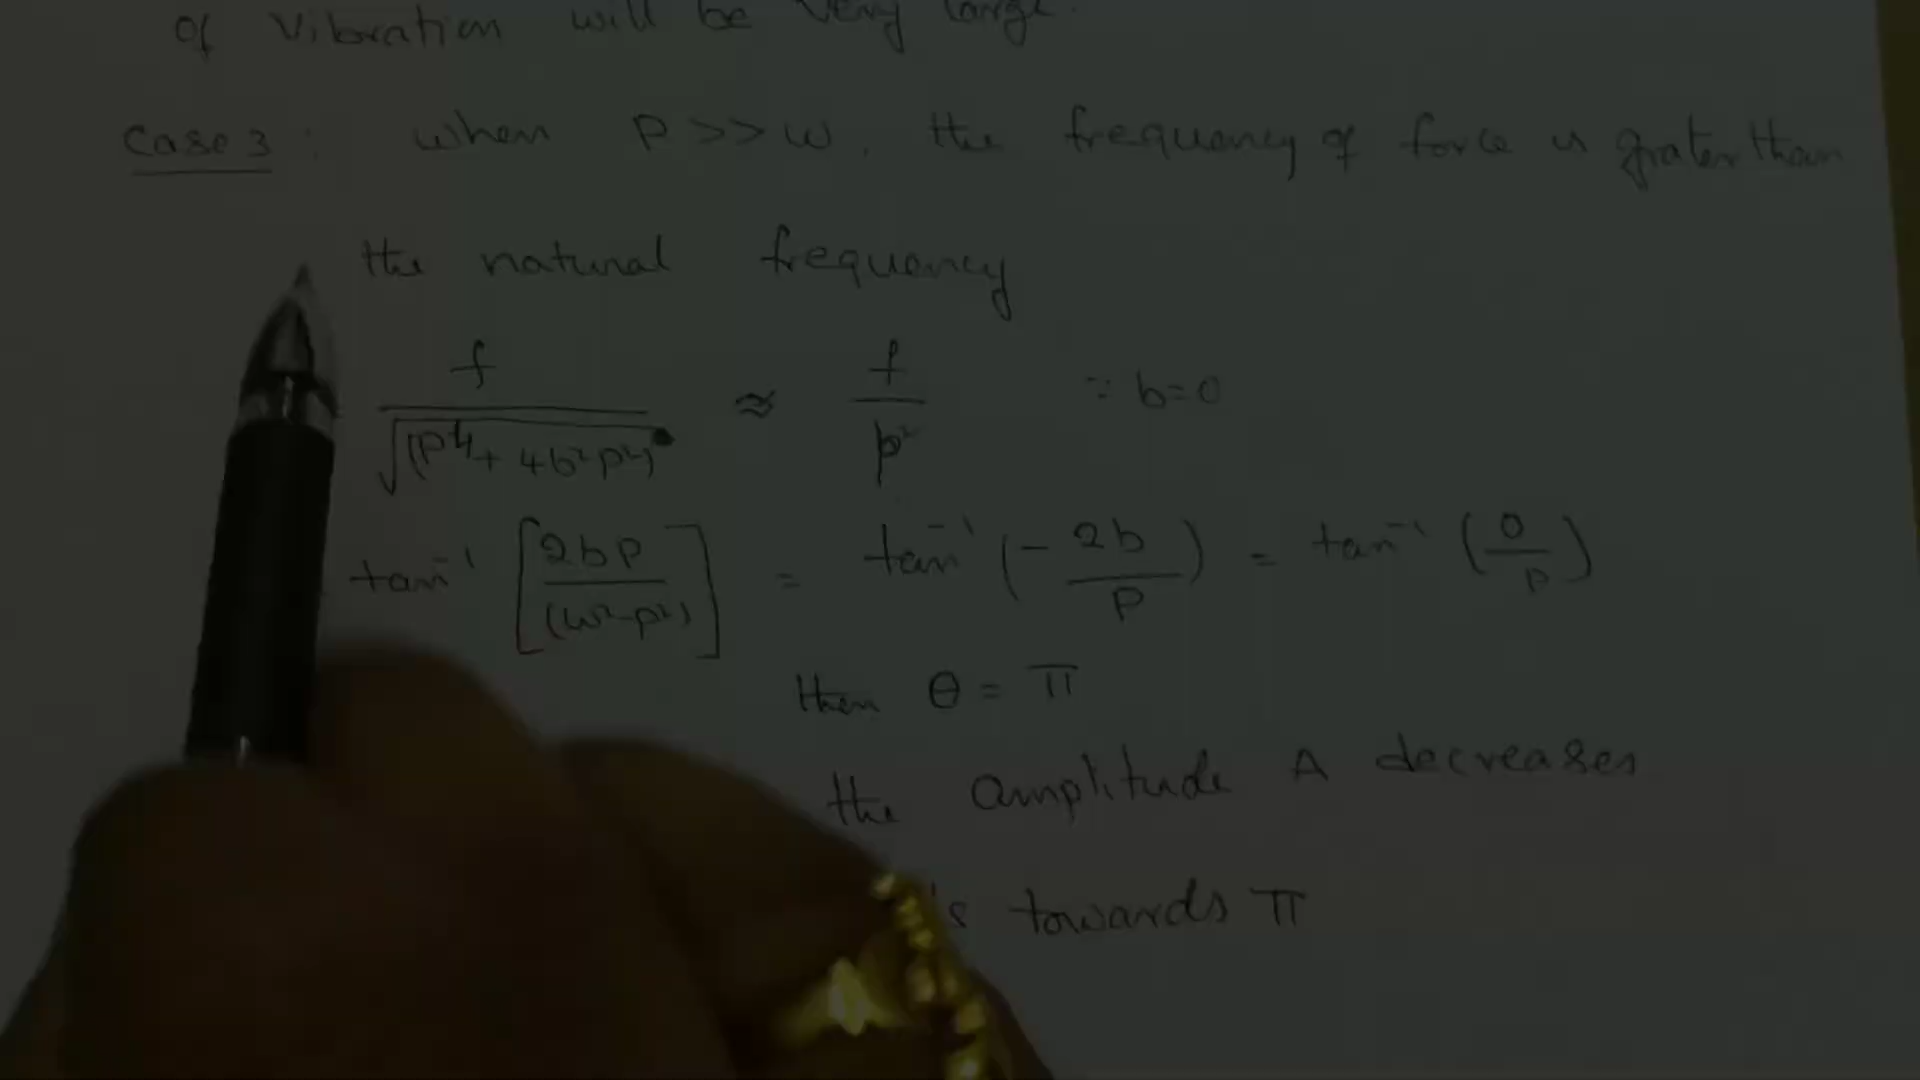 of vibration will be very large.
Case 3 : when P >> w, the frequency of force is greater than
the natural frequency
f / √(P⁴ + 4b²P²) ≈ f / p² ∵ b = 0
tan⁻¹ [2bp / (w²-p²)] = tan⁻¹ (- 2b / P) = tan⁻¹ (0 / P)
then θ = π
the amplitude A decreases
towards π